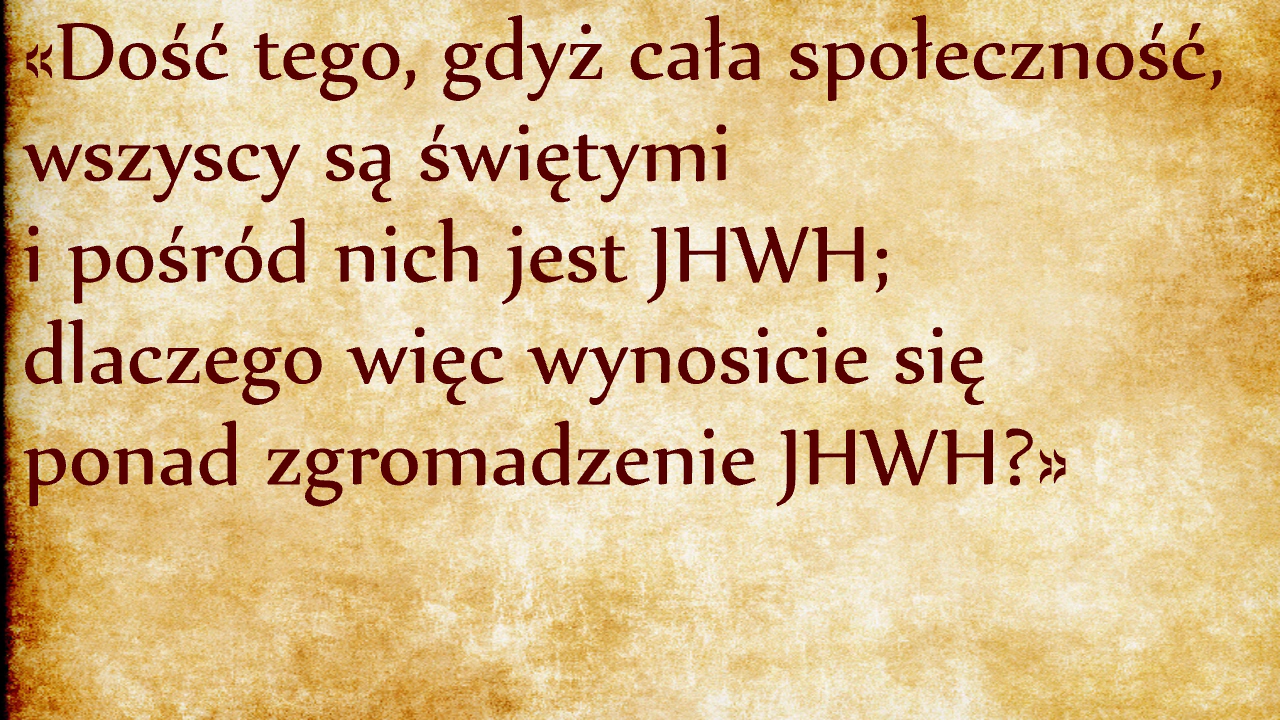 «Dość tego, gdyż cała społeczność,
wszyscy są świętymi
i pośród nich jest JHWH;
dlaczego więc wynosicie się
ponad zgromadzenie JHWH?»